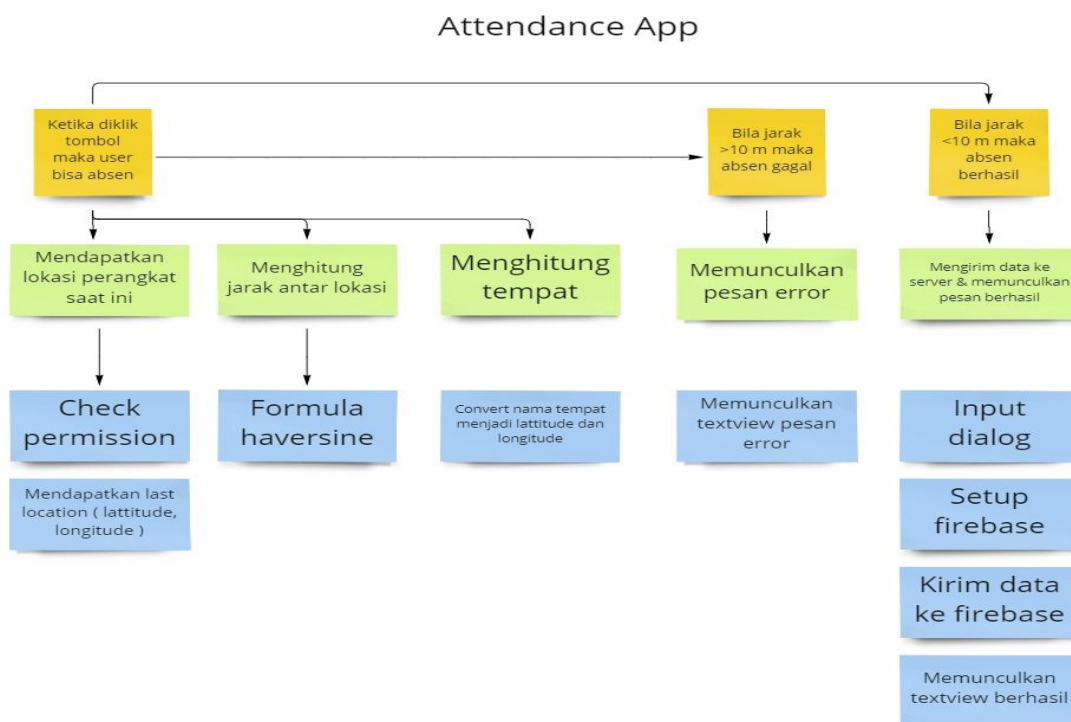 Attendance App
Ketika diklik
tombol
maka user
bisa absen
Bila jarak
>10 m maka
absen gagal
Bila jarak
<10 m maka
absen
berhasil
Mendapatkan
lokasi perangkat
saat ini
Menghitung
jarak antar lokasi
Menghitung
tempat
Memunculkan
pesan error
Mengirim data ke
server & memunculkan
pesan berhasil
Check
permission
Formula
haversine
Convert nama tempat
menjadi lattitude dan
longitude
Memunculkan
textview pesan
error
Input
dialog
Mendapatkan last
location ( lattitude,
longitude )
Setup
firebase
Kirim data
ke firebase
Memunculkan
textview berhasil